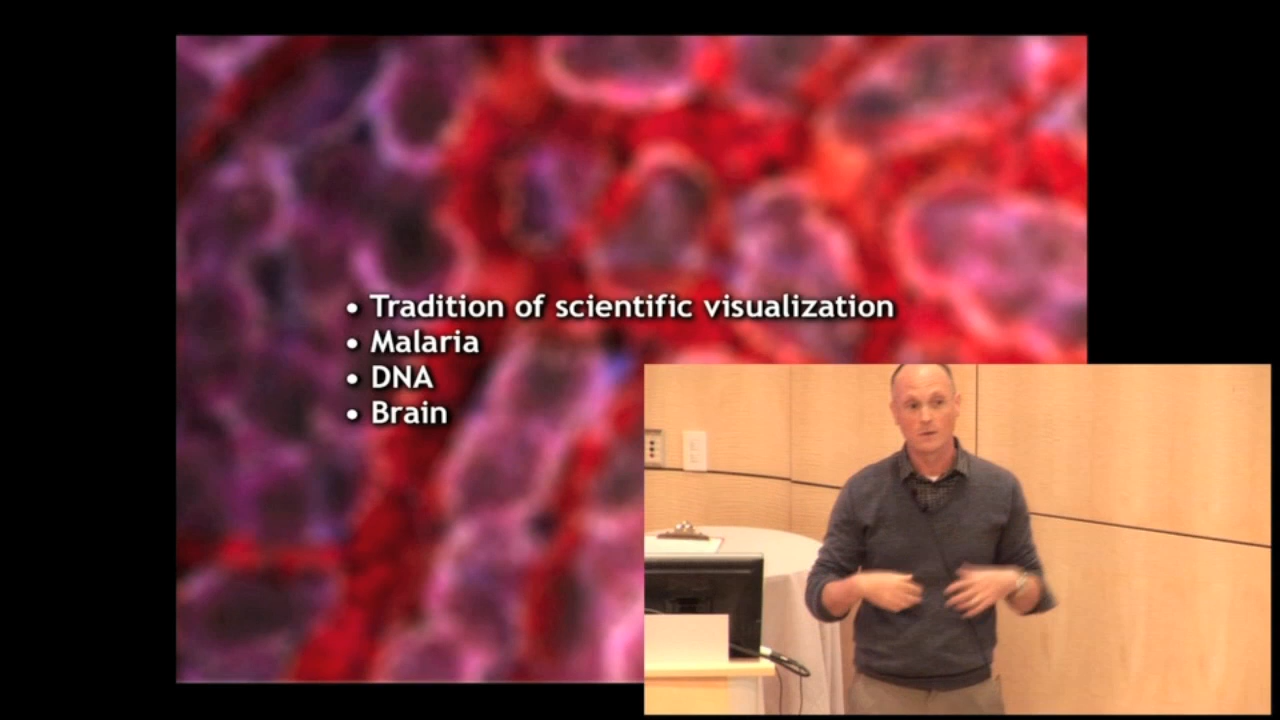 • Tradition of scientific visualization
• Malaria
• DNA
• Brain